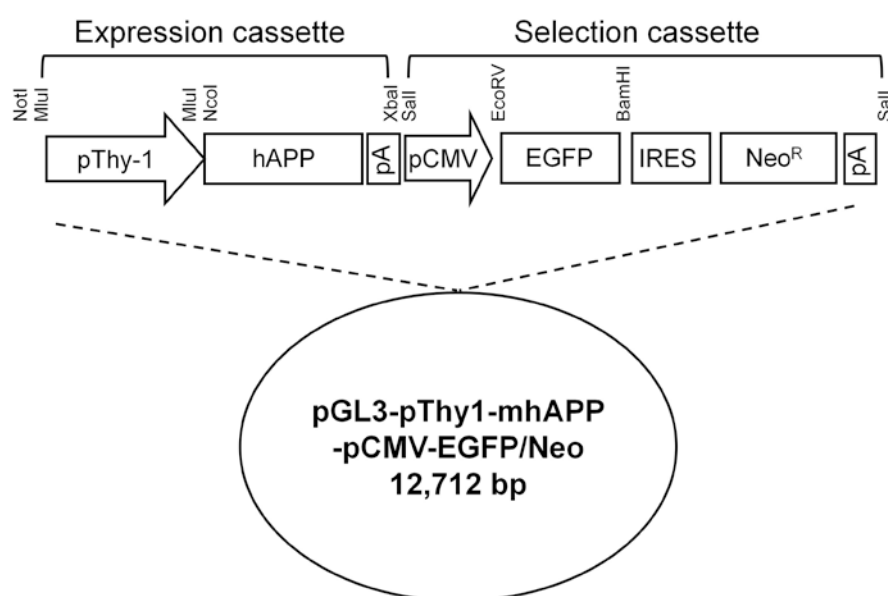 Expression cassette
Selection cassette
NotI
MluI
MluI
NcoI
XbaI
SalI
EcoRV
BamHI
SalI
pThy-1
hAPP
pA
pCMV
EGFP
IRES
Neoᴿ
pA
pGL3-pThy1-mhAPP
-pCMV-EGFP/Neo
12,712 bp